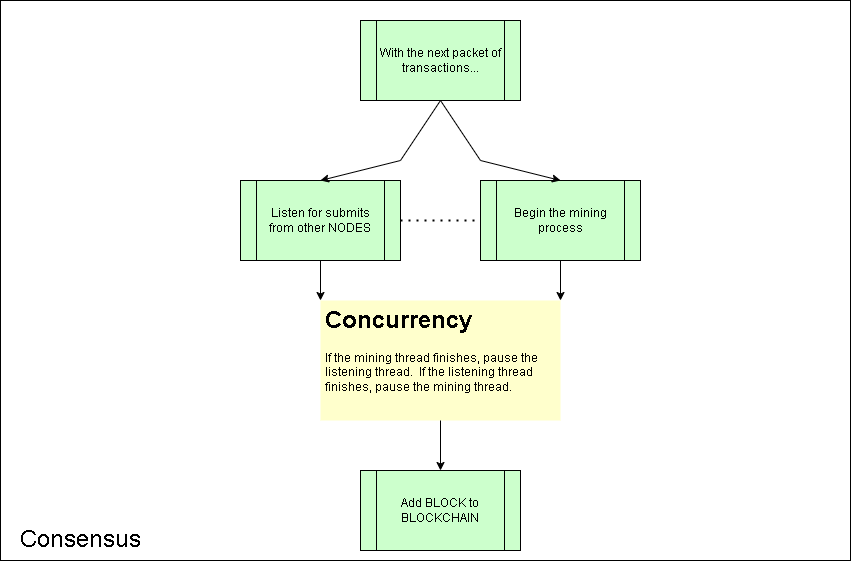 With the next packet of
transactions...
Listen for submits
from other NODES
Begin the mining
process
Concurrency
If the mining thread finishes, pause the
listening thread.  If the listening thread
finishes, pause the mining thread.
Add BLOCK to
BLOCKCHAIN
Consensus